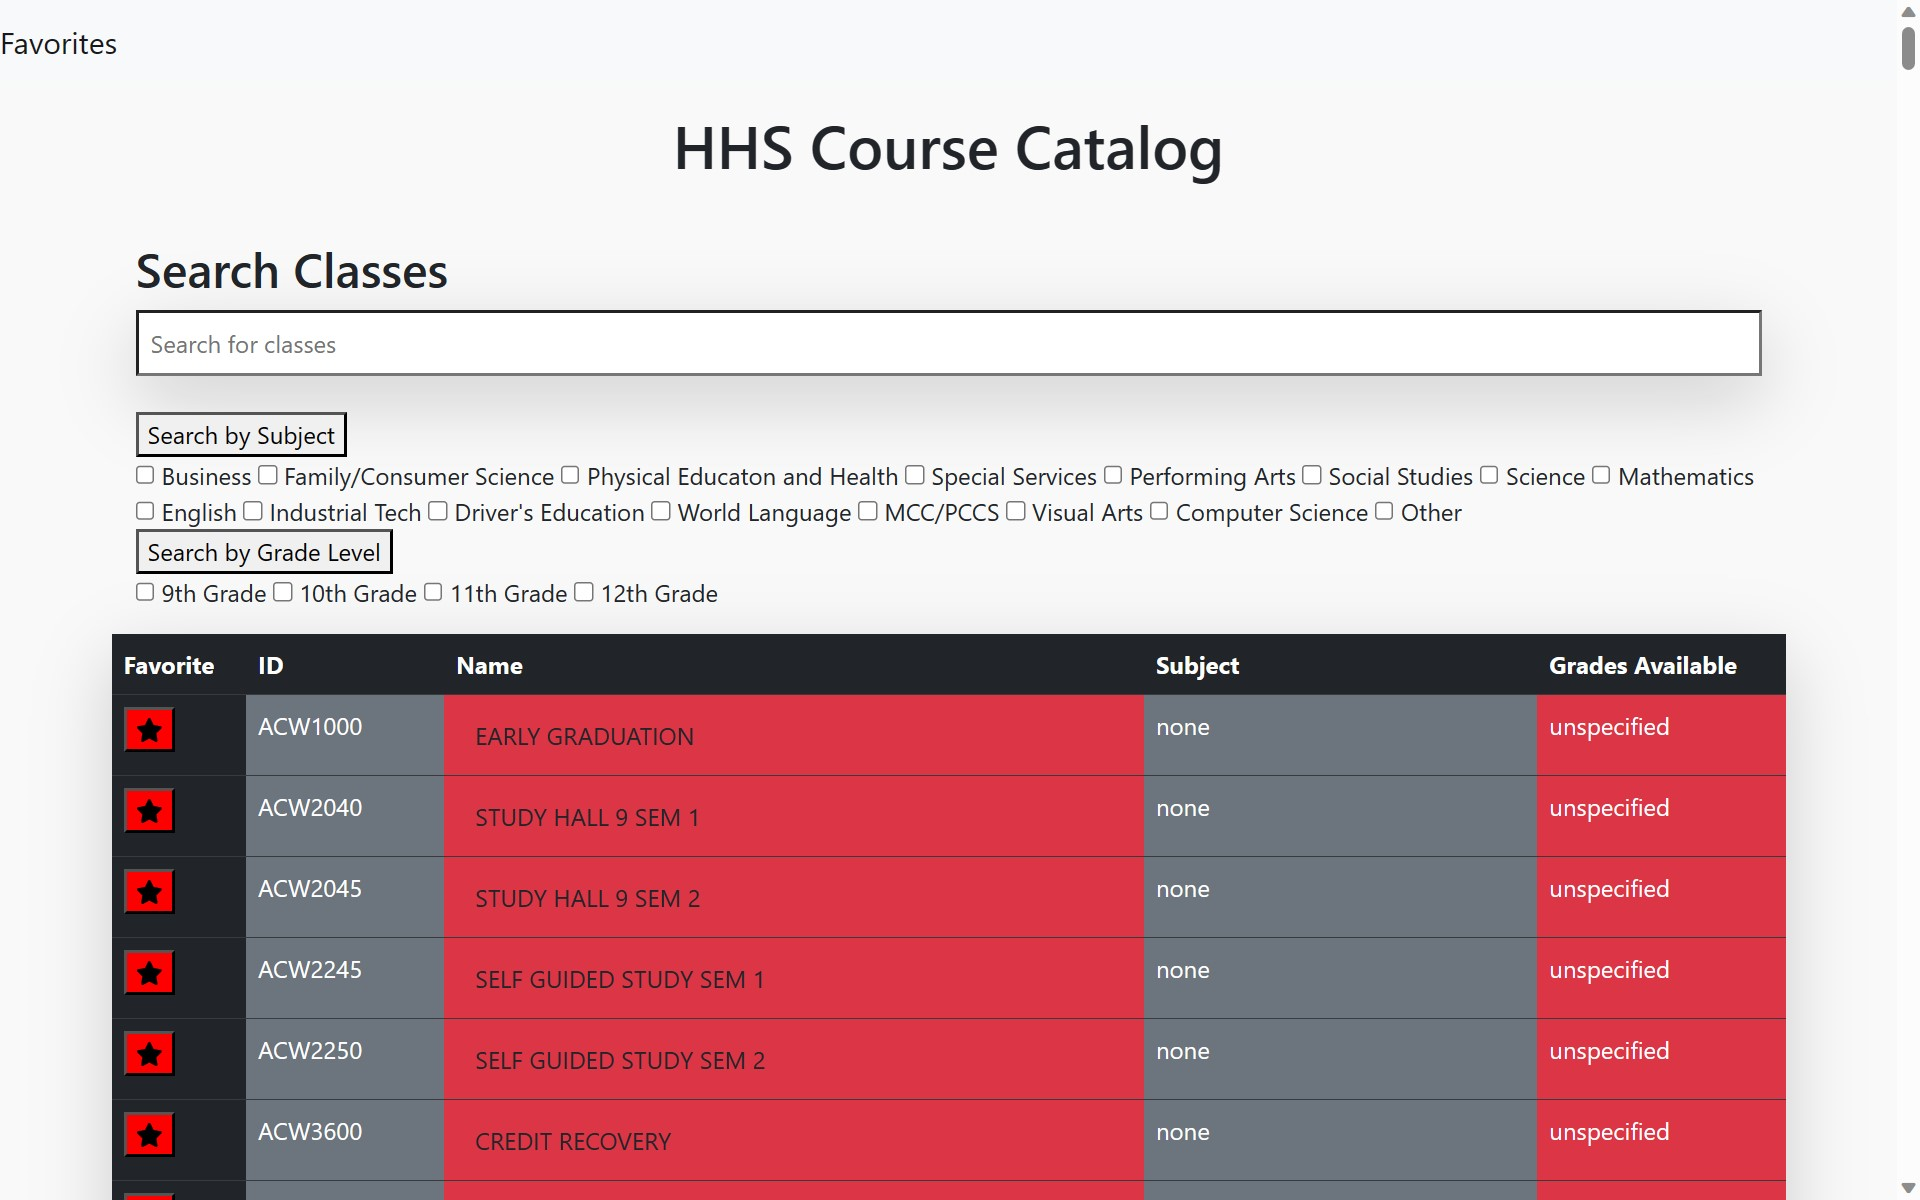 Favorites
HHS Course Catalog
Search Classes
Search for classes
Search by Subject
Business Family/Consumer Science Physical Educaton and Health Special Services Performing Arts Social Studies Science Mathematics
English Industrial Tech Driver's Education World Language MCC/PCCS Visual Arts Computer Science Other
Search by Grade Level
9th Grade 10th Grade 11th Grade 12th Grade
Favorite ID Name Subject Grades Available
ACW1000 EARLY GRADUATION none unspecified
ACW2040 STUDY HALL 9 SEM 1 none unspecified
ACW2045 STUDY HALL 9 SEM 2 none unspecified
ACW2245 SELF GUIDED STUDY SEM 1 none unspecified
ACW2250 SELF GUIDED STUDY SEM 2 none unspecified
ACW3600 CREDIT RECOVERY none unspecified